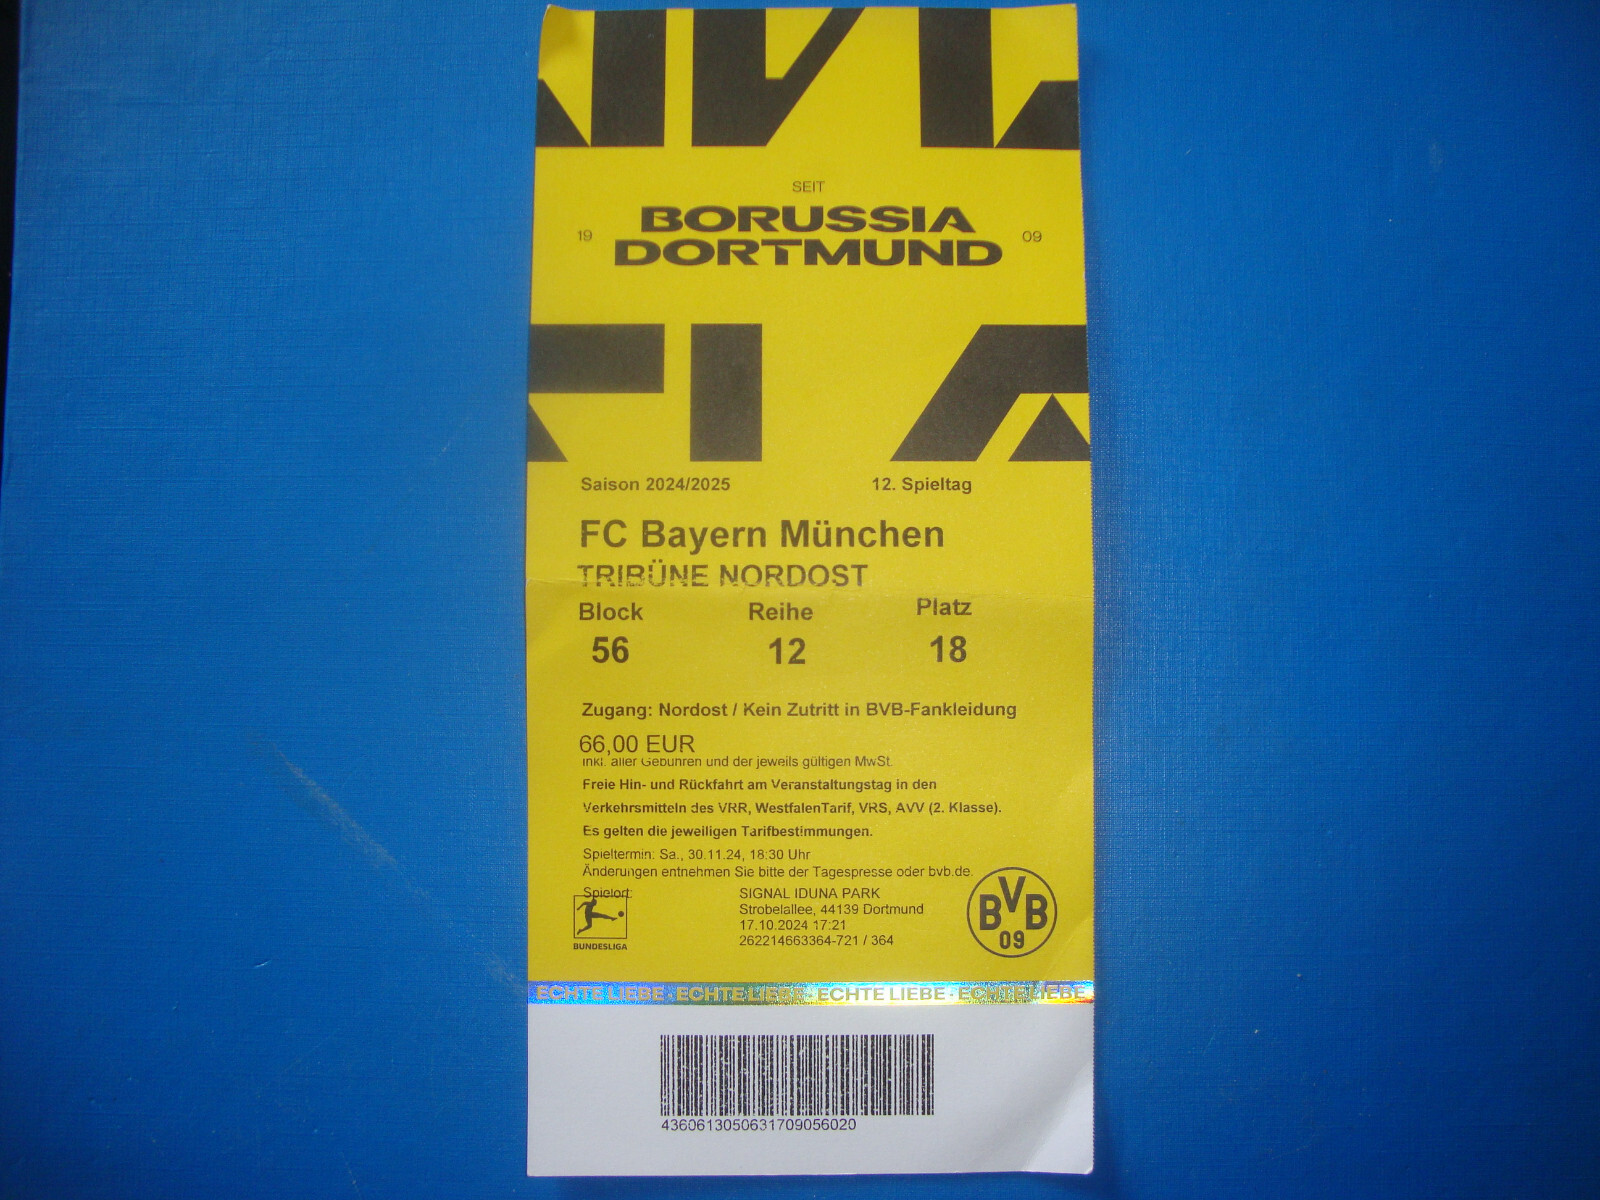 SEIT
19 BORUSSIA 09
DORTMUND
Saison 2024/2025 12. Spieltag
FC Bayern München
TRIBÜNE NORDOST
Block Reihe Platz
56 12 18
Zugang: Nordost / Kein Zutritt in BVB-Fankleidung
66,00 EUR
inkl. aller Gebühren und der jeweils gültigen MwSt.
Freie Hin- und Rückfahrt am Veranstaltungstag in den
Verkehrsmitteln des VRR, WestfalenTarif, VRS, AVV (2. Klasse).
Es gelten die jeweiligen Tarifbestimmungen.
Spieltermin: Sa., 30.11.24, 18:30 Uhr
Änderungen entnehmen Sie bitte der Tagespresse oder bvb.de.
Spielort: SIGNAL IDUNA PARK
Strobelallee, 44139 Dortmund
17.10.2024 17:21
262214663364-721 / 364
BUNDESLIGA
BVB
09
ECHTE LIEBE · ECHTE LIEBE · ECHTE LIEBE · ECHTE LIEBE
4360613050631709056020